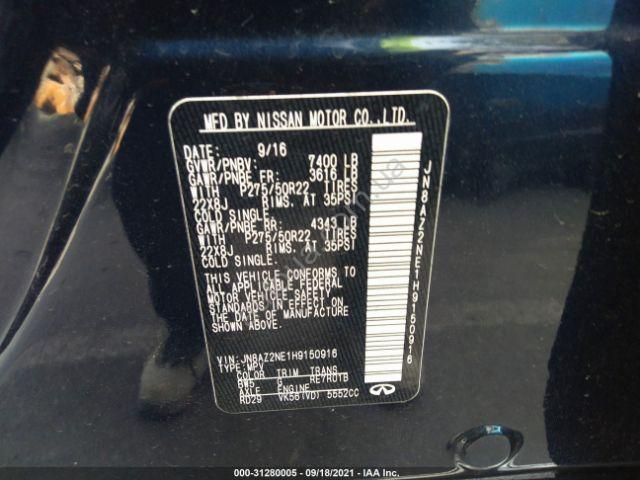 MFD BY NISSAN MOTOR CO.,LTD.
DATE: 9/16
GVWR/PNBV: 7400 LB
GAWR/PNBE FR: 3616 LB
WITH P275/50R22 TIRES
22X8J RIMS. AT 35PSI
COLD SINGLE.
GAWR/PNBE RR: 4343 LB
WITH P275/50R22 TIRES
22X8J RIMS. AT 35PSI
COLD SINGLE.
THIS VEHICLE CONFORMS TO
ALL APPLICABLE FEDERAL
MOTOR VEHICLE SAFETY
STANDARDS IN EFFECT ON
THE DATE OF MANUFACTURE
SHOWN ABOVE.
VIN: JN8AZ2NE1H9150916
TYPE: MPV
COLOR TRIM TRANS
BW5 G RE7R01B
AXLE ENGINE
RD29 VK56(VD) 5552CC
JN8AZ2NE1H9150916
000-31280005 - 09/18/2021 - IAA Inc.